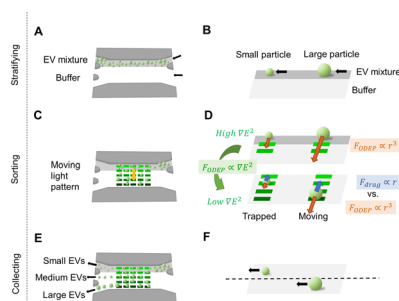 Stratifying
A
EV mixture
Buffer
B
Small particle
Large particle
EV mixture
Buffer
Sorting
C
Moving
light
pattern
D
High ∇E²
F_ODEP ∝ ∇E²
Low ∇E²
F_ODEP ∝ r³
F_drag ∝ r
vs.
F_ODEP ∝ r³
Trapped
Moving
Collecting
E
Small EVs
Medium EVs
Large EVs
F